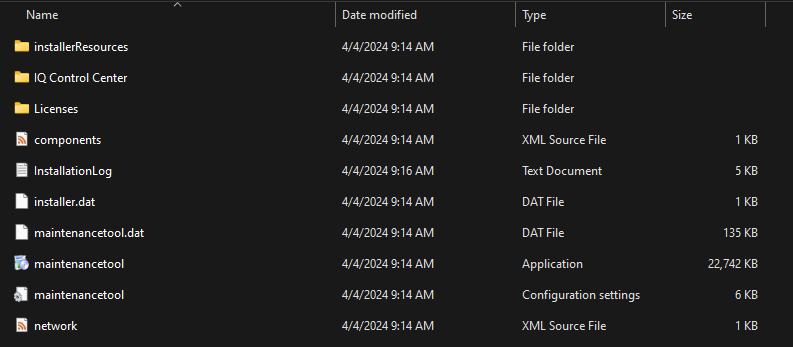 Name Date modified Type Size
installerResources 4/4/2024 9:14 AM File folder
IQ Control Center 4/4/2024 9:14 AM File folder
Licenses 4/4/2024 9:14 AM File folder
components 4/4/2024 9:14 AM XML Source File 1 KB
InstallationLog 4/4/2024 9:16 AM Text Document 5 KB
installer.dat 4/4/2024 9:14 AM DAT File 1 KB
maintenancetool.dat 4/4/2024 9:14 AM DAT File 135 KB
maintenancetool 4/4/2024 9:14 AM Application 22,742 KB
maintenancetool 4/4/2024 9:14 AM Configuration settings 6 KB
network 4/4/2024 9:14 AM XML Source File 1 KB